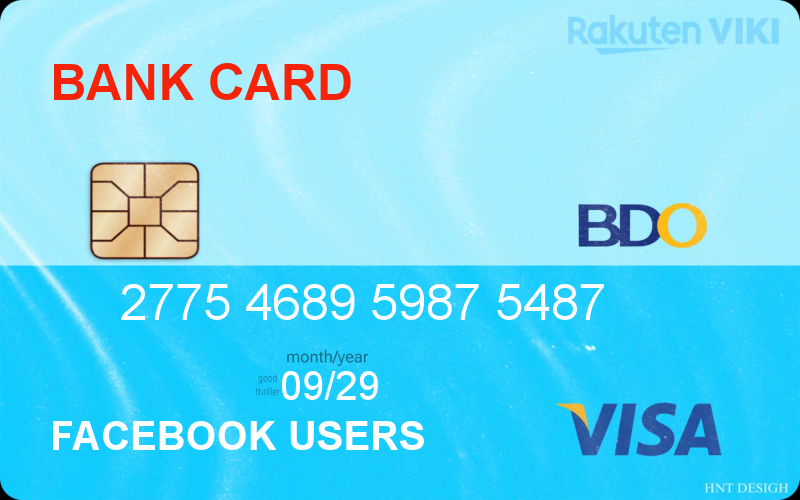 Rakuten VIKI
BANK CARD
BDO
2775 4689 5987 5487
month/year
good
thriller
09/29
FACEBOOK USERS
VISA
HNT DESIGH